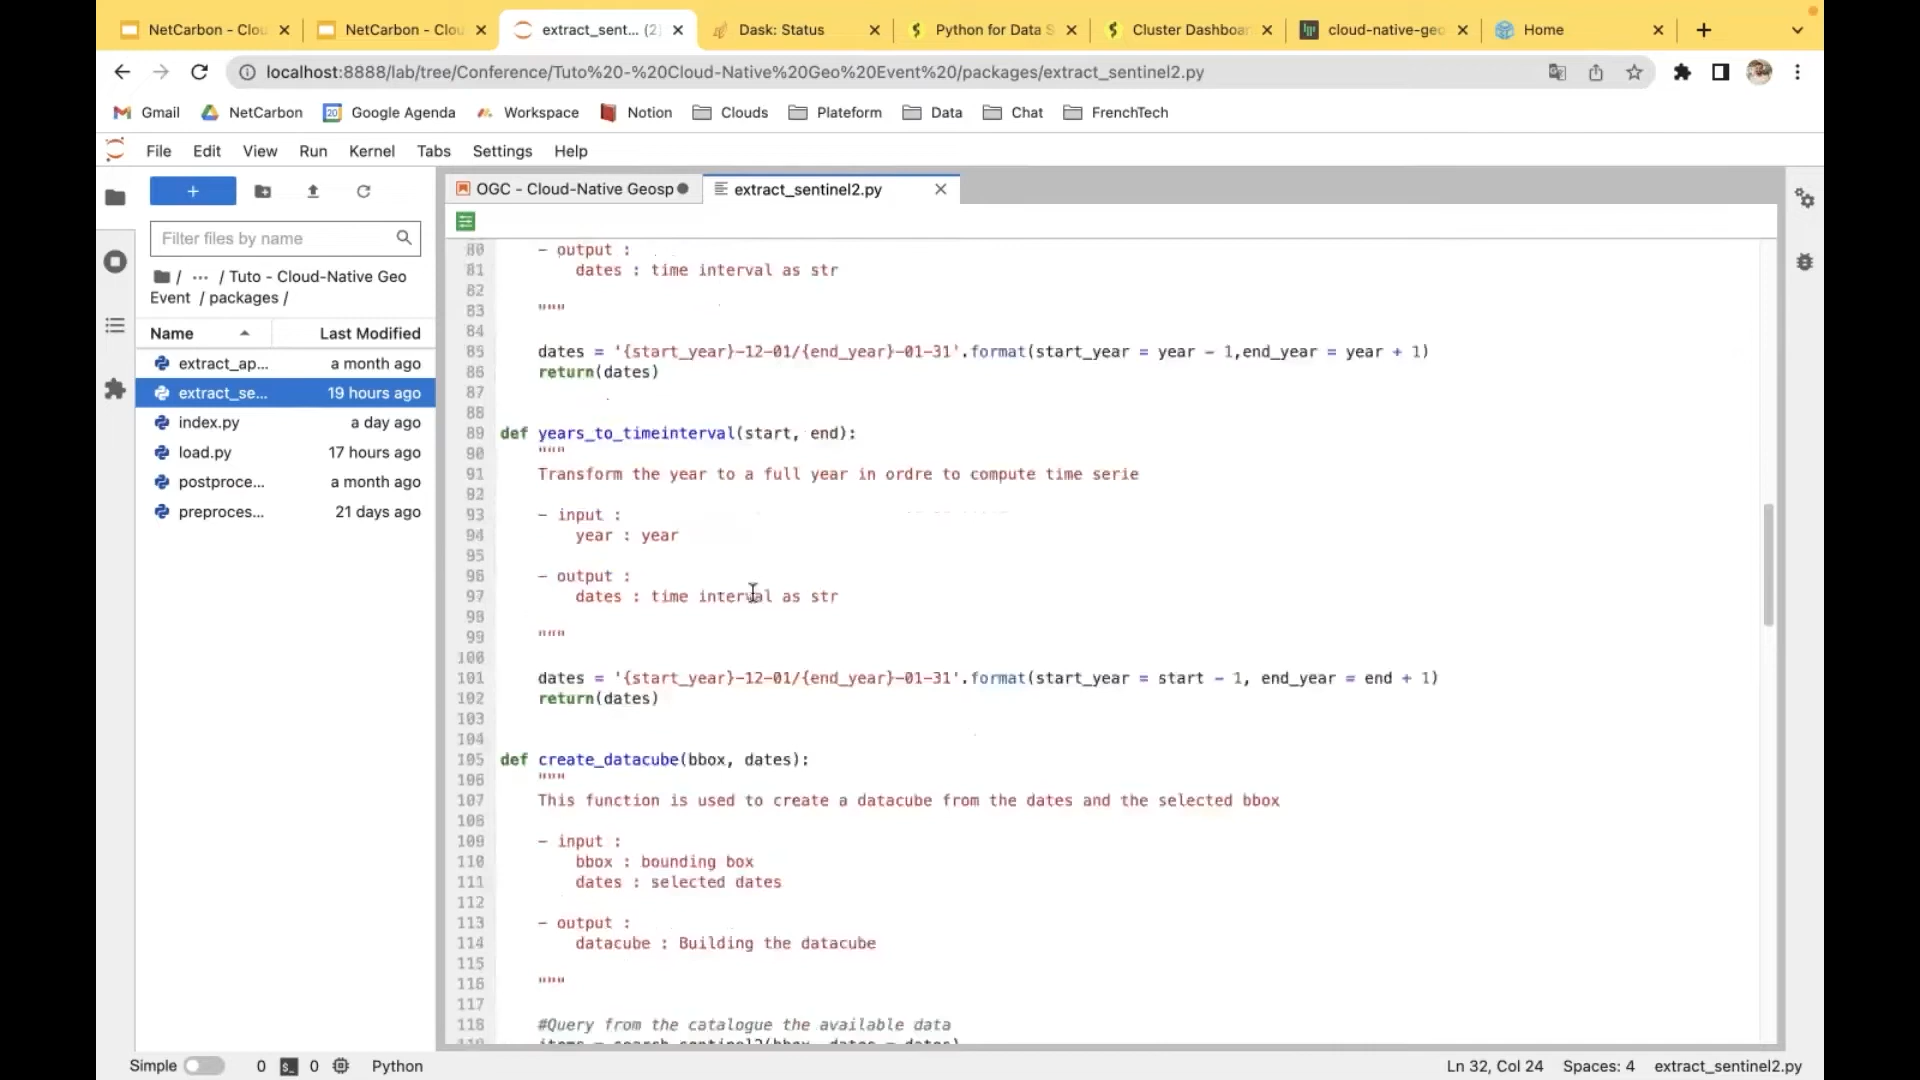 NetCarbon - Clou
NetCarbon - Clou
extract_sent... (2)
Dask: Status
Python for Data S
Cluster Dashboar
cloud-native-geo
Home
localhost:8888/lab/tree/Conference/Tuto%20-%20Cloud-Native%20Geo%20Event%20/packages/extract_sentinel2.py
Gmail
NetCarbon
Google Agenda
Workspace
Notion
Clouds
Plateform
Data
Chat
FrenchTech
File Edit View Run Kernel Tabs Settings Help
OGC - Cloud-Native Geosp
extract_sentinel2.py
Filter files by name
/ ... / Tuto - Cloud-Native Geo
Event / packages /
Name Last Modified
extract_ap... a month ago
extract_se... 19 hours ago
index.py a day ago
load.py 17 hours ago
postproce... a month ago
preproces... 21 days ago
80 - output :
81 dates : time interval as str
82
83 """
84
85 dates = '{start_year}-12-01/{end_year}-01-31'.format(start_year = year - 1,end_year = year + 1)
86 return(dates)
87
88
89 def years_to_timeinterval(start, end):
90 """
91 Transform the year to a full year in ordre to compute time serie
92
93 - input :
94 year : year
95
96 - output :
97 dates : time interval as str
98
99 """
100
101 dates = '{start_year}-12-01/{end_year}-01-31'.format(start_year = start - 1, end_year = end + 1)
102 return(dates)
103
104
105 def create_datacube(bbox, dates):
106 """
107 This function is used to create a datacube from the dates and the selected bbox
108
109 - input :
110 bbox : bounding box
111 dates : selected dates
112
113 - output :
114 datacube : Building the datacube
115
116 """
117
118 #Query from the catalogue the available data
119 items = search_sentinel2(bbox, dates = dates)
Simple 0 0 Python
Ln 32, Col 24 Spaces: 4 extract_sentinel2.py